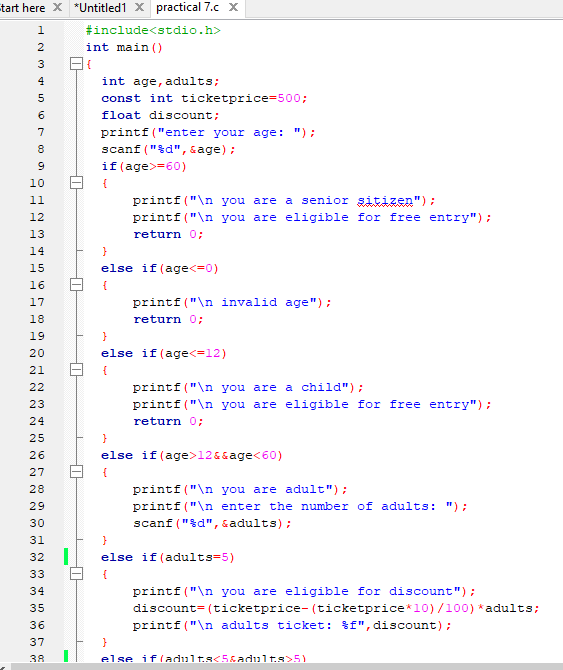 Start here X *Untitled1 X practical 7.c X
1 #include<stdio.h>
2 int main()
3 {
4 int age,adults;
5 const int ticketprice=500;
6 float discount;
7 printf("enter your age: ");
8 scanf("%d",&age);
9 if(age>=60)
10 {
11 printf("\n you are a senior sitizen");
12 printf("\n you are eligible for free entry");
13 return 0;
14 }
15 else if(age<=0)
16 {
17 printf("\n invalid age");
18 return 0;
19 }
20 else if(age<=12)
21 {
22 printf("\n you are a child");
23 printf("\n you are eligible for free entry");
24 return 0;
25 }
26 else if(age>12&&age<60)
27 {
28 printf("\n you are adult");
29 printf("\n enter the number of adults: ");
30 scanf("%d",&adults);
31 }
32 else if(adults=5)
33 {
34 printf("\n you are eligible for discount");
35 discount=(ticketprice-(ticketprice*10)/100)*adults;
36 printf("\n adults ticket: %f",discount);
37 }
38 else if(adults<5&adults>5)